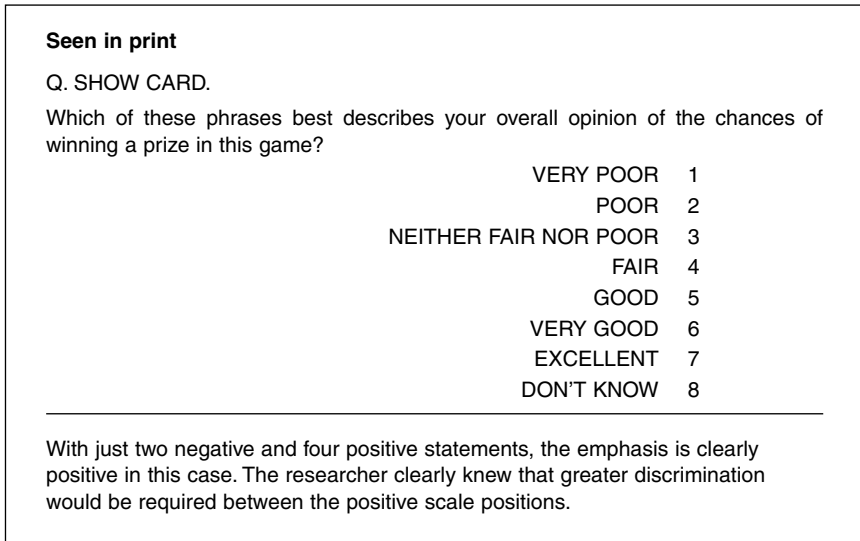 Seen in print
Q. SHOW CARD.
Which of these phrases best describes your overall opinion of the chances of
winning a prize in this game?
VERY POOR 1
POOR 2
NEITHER FAIR NOR POOR 3
FAIR 4
GOOD 5
VERY GOOD 6
EXCELLENT 7
DON'T KNOW 8
With just two negative and four positive statements, the emphasis is clearly
positive in this case. The researcher clearly knew that greater discrimination
would be required between the positive scale positions.